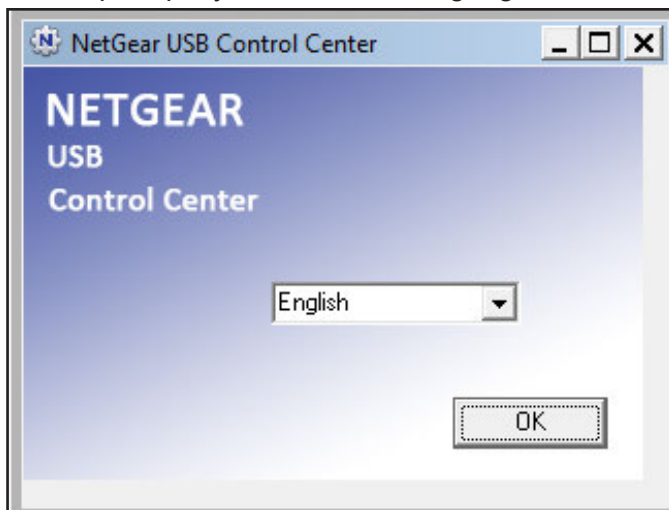 NetGear USB Control Center
NETGEAR
USB
Control Center
English
OK